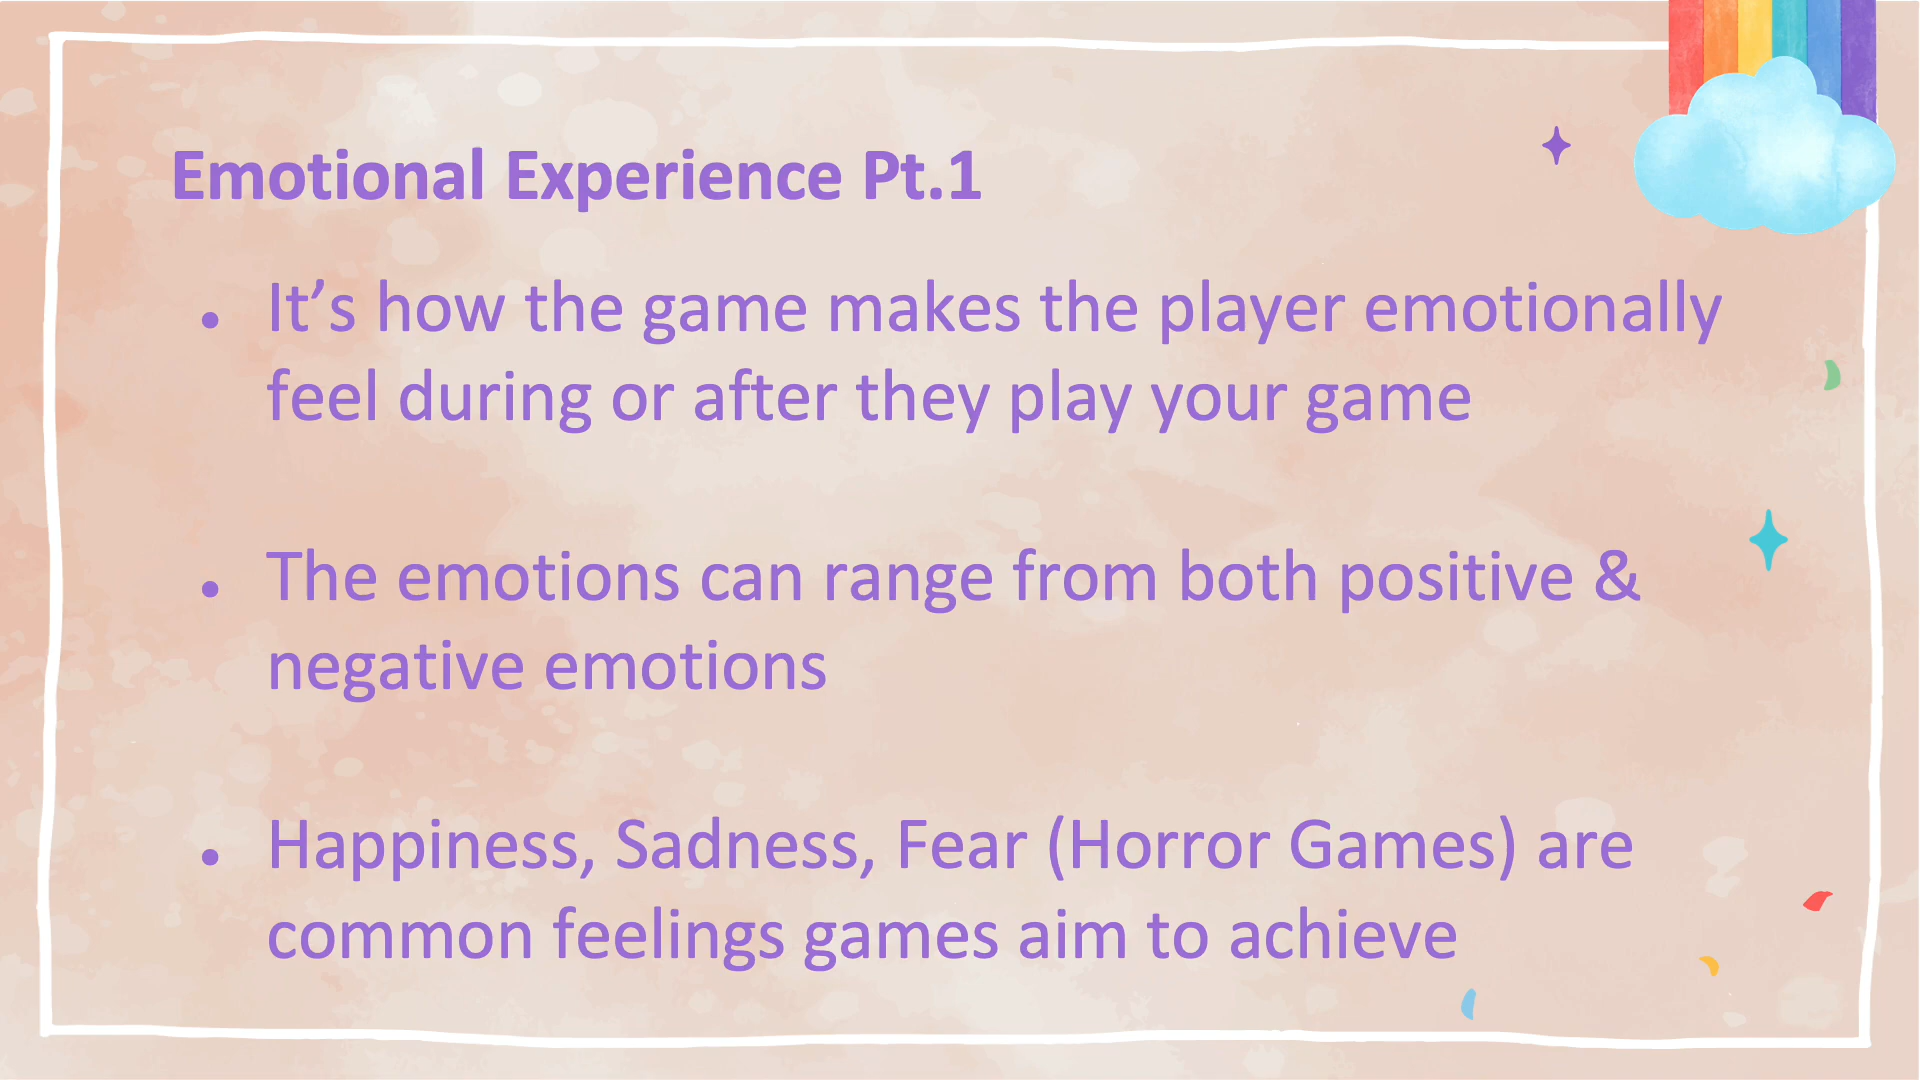 Emotional Experience Pt.1
• It’s how the game makes the player emotionally
feel during or after they play your game
• The emotions can range from both positive &
negative emotions
• Happiness, Sadness, Fear (Horror Games) are
common feelings games aim to achieve